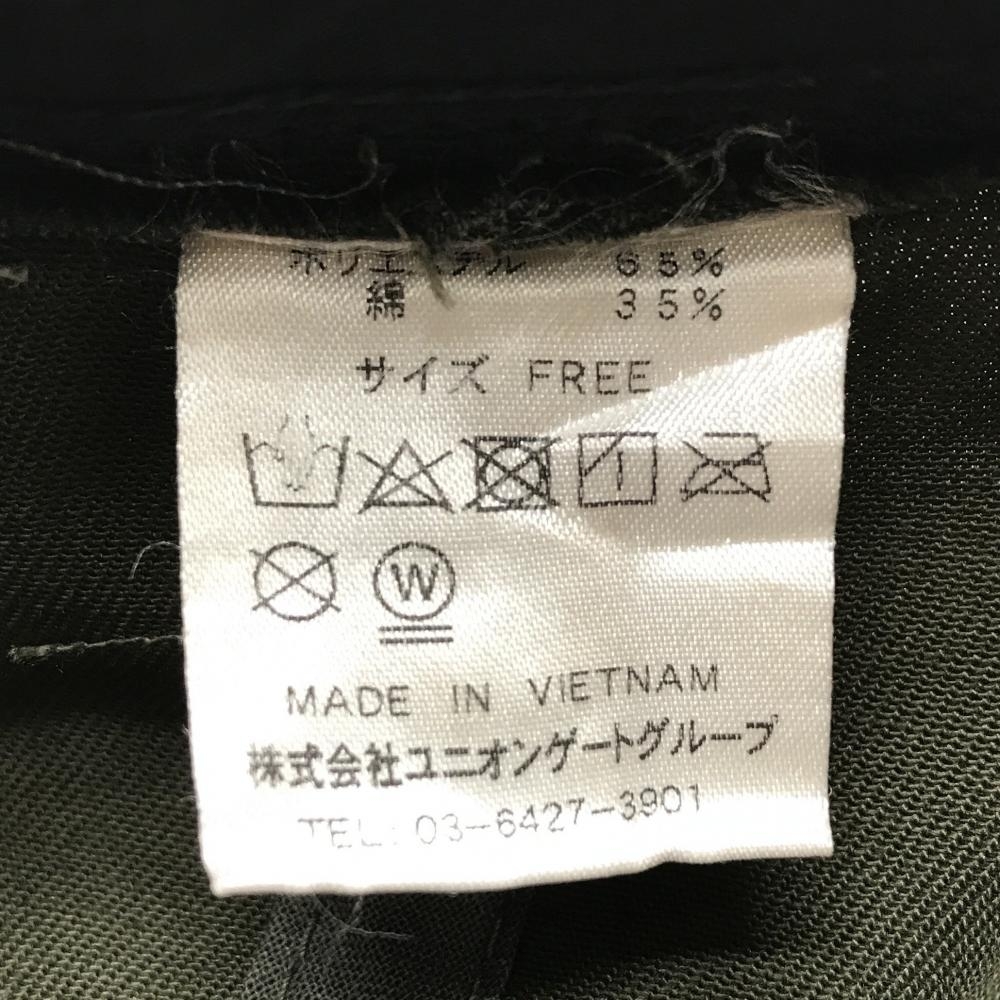 ポリエステル 65%
綿 35%
サイズ FREE
W
MADE IN VIETNAM
株式会社ユニオンゲートグループ
TEL: 03-6427-3901